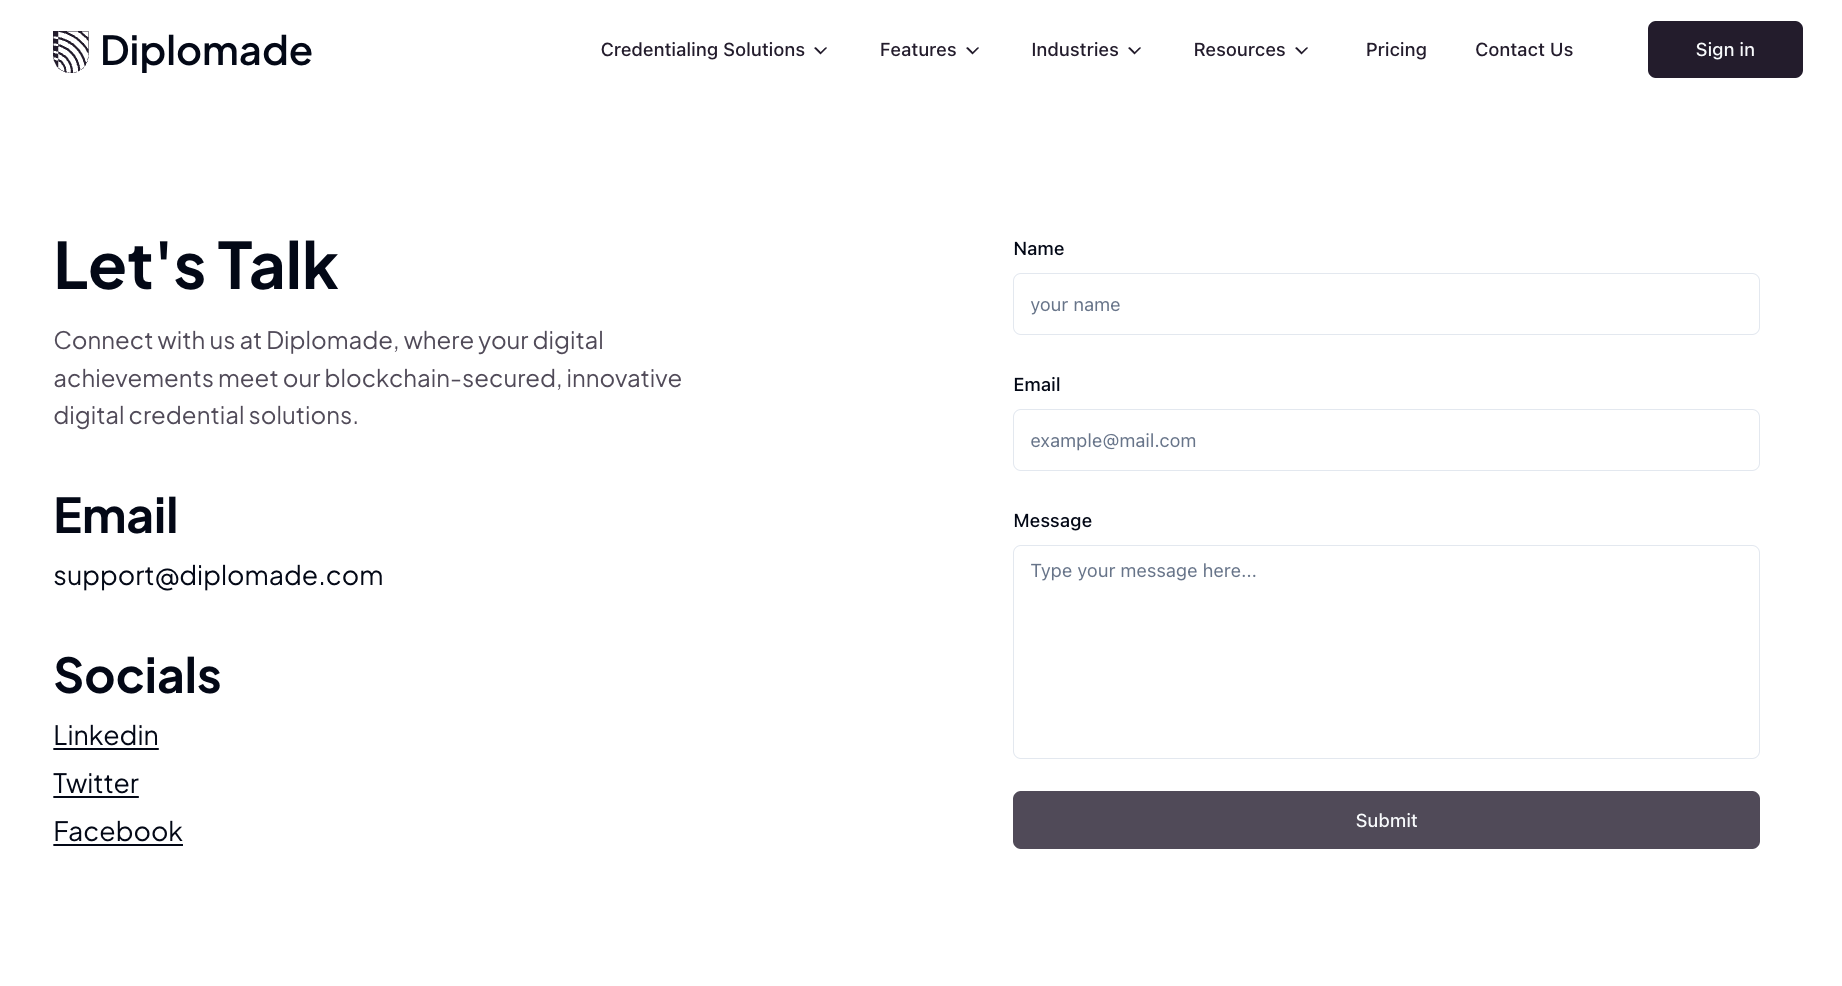 Diplomade
Credentialing Solutions
Features
Industries
Resources
Pricing
Contact Us
Sign in
Let's Talk
Connect with us at Diplomade, where your digital
achievements meet our blockchain-secured, innovative
digital credential solutions.
Email
support@diplomade.com
Socials
Linkedin
Twitter
Facebook
Name
your name
Email
example@mail.com
Message
Type your message here...
Submit